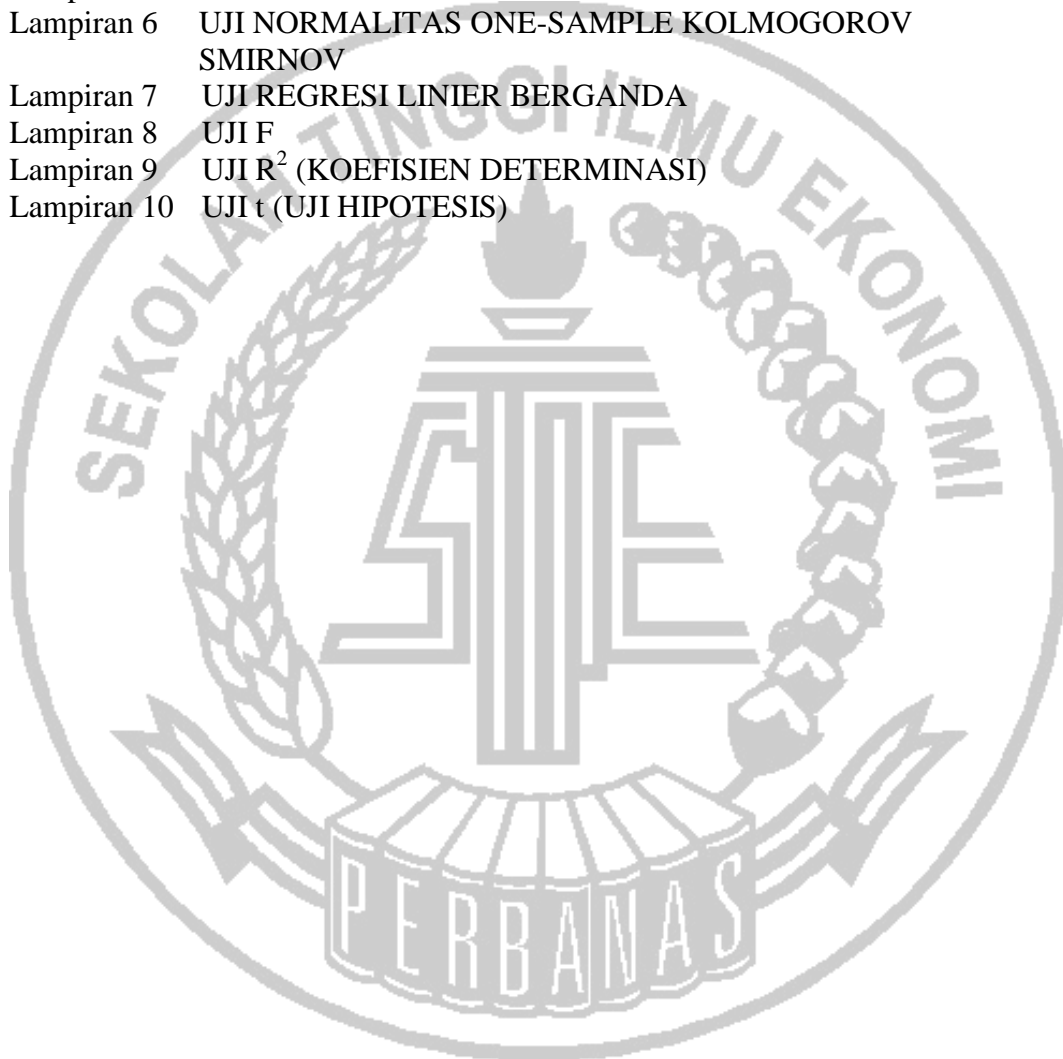 Lampiran 6 UJI NORMALITAS ONE-SAMPLE KOLMOGOROV
SMIRNOV
Lampiran 7 UJI REGRESI LINIER BERGANDA
Lampiran 8 UJI F
Lampiran 9 UJI R² (KOEFISIEN DETERMINASI)
Lampiran 10 UJI t (UJI HIPOTESIS)
SEKOLAH TINGGI ILMU EKONOMI
STIE
PERBANAS